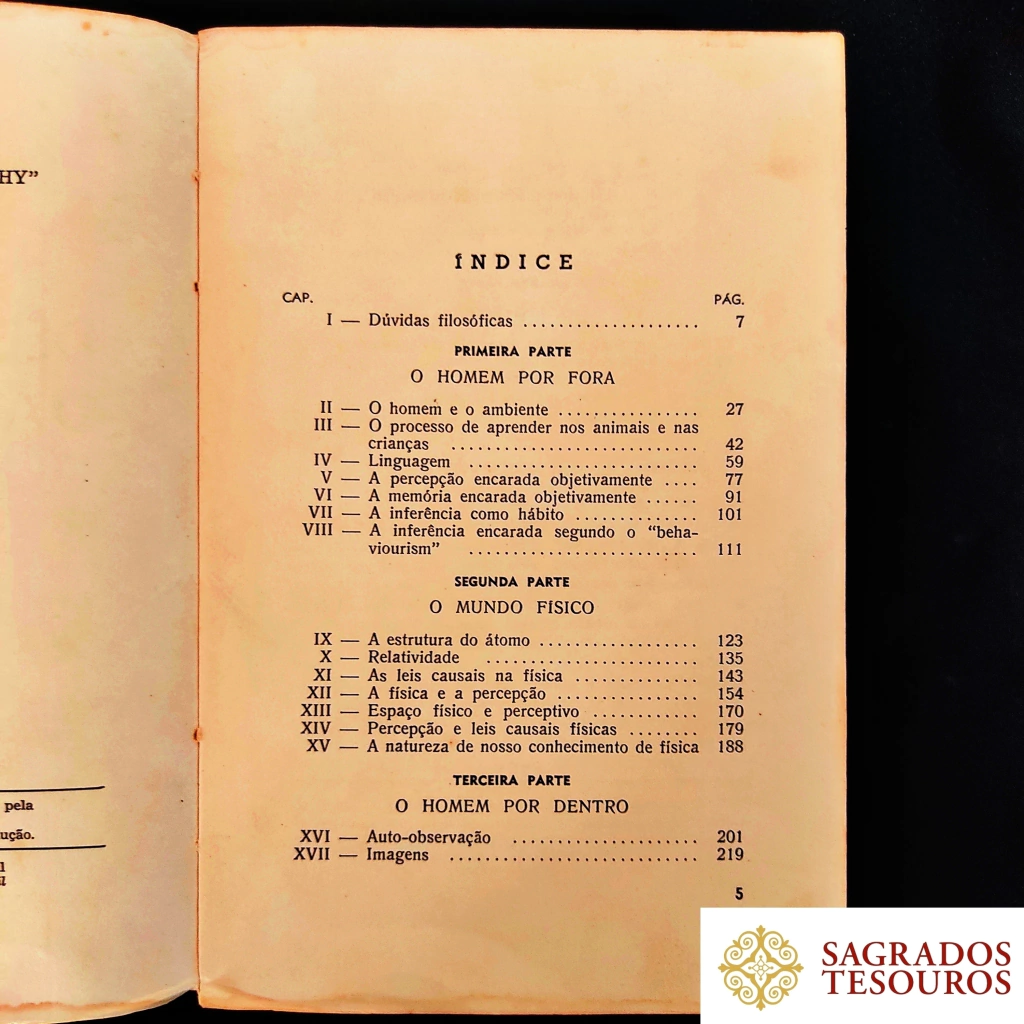 HY”
pela
ução.
l
il
ÍNDICE
CAP. PÁG.
I — Dúvidas filosóficas .................... 7
PRIMEIRA PARTE
O HOMEM POR FORA
II — O homem e o ambiente ................ 27
III — O processo de aprender nos animais e nas
crianças ............................ 42
IV — Linguagem .......................... 59
V — A percepção encarada objetivamente .... 77
VI — A memória encarada objetivamente ...... 91
VII — A inferência como hábito .............. 101
VIII — A inferência encarada segundo o “beha-
viourism” .......................... 111
SEGUNDA PARTE
O MUNDO FÍSICO
IX — A estrutura do átomo .................. 123
X — Relatividade ........................ 135
XI — As leis causais na física .............. 143
XII — A física e a percepção ................ 154
XIII — Espaço físico e perceptivo ............ 170
XIV — Percepção e leis causais físicas ........ 179
XV — A natureza de nosso conhecimento de física 188
TERCEIRA PARTE
O HOMEM POR DENTRO
XVI — Auto-observação ..................... 201
XVII — Imagens ............................ 219
5
SAGRADOS
TESOUROS